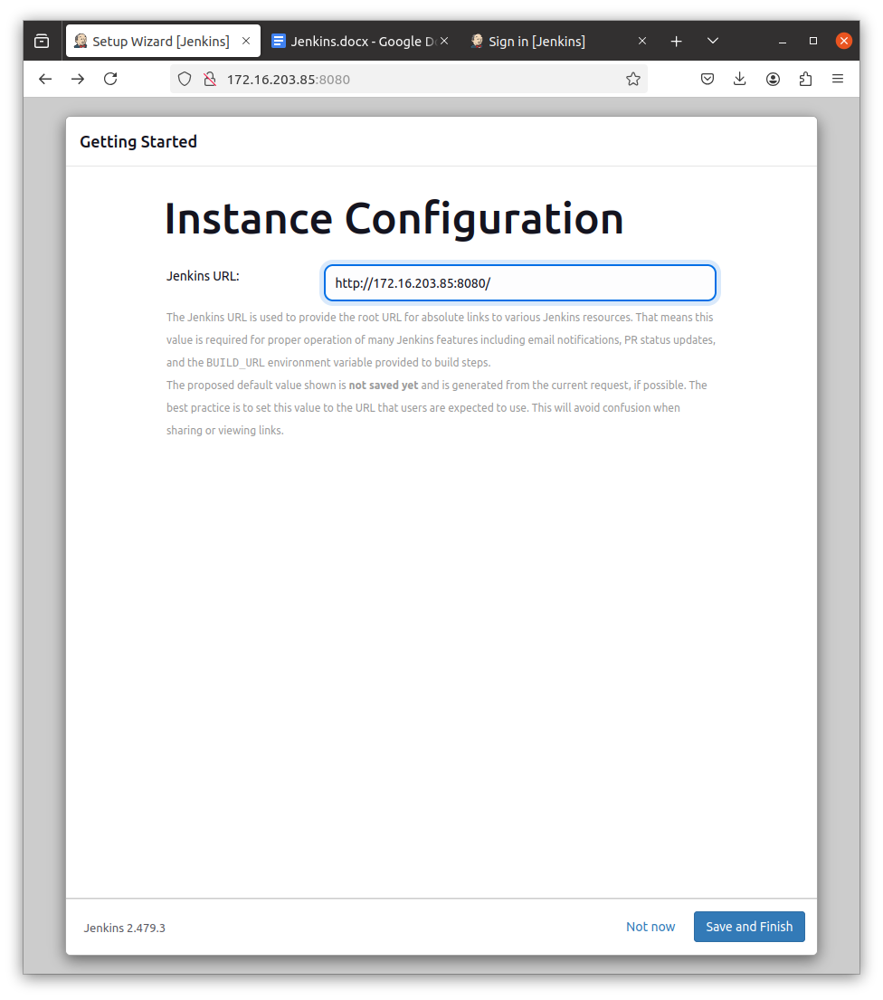 Setup Wizard [Jenkins]
Jenkins.docx - Google D
Sign in [Jenkins]
172.16.203.85:8080
Getting Started
Instance Configuration
Jenkins URL:
http://172.16.203.85:8080/
The Jenkins URL is used to provide the root URL for absolute links to various Jenkins resources. That means this
value is required for proper operation of many Jenkins features including email notifications, PR status updates,
and the BUILD_URL environment variable provided to build steps.
The proposed default value shown is not saved yet and is generated from the current request, if possible. The
best practice is to set this value to the URL that users are expected to use. This will avoid confusion when
sharing or viewing links.
Jenkins 2.479.3
Not now
Save and Finish